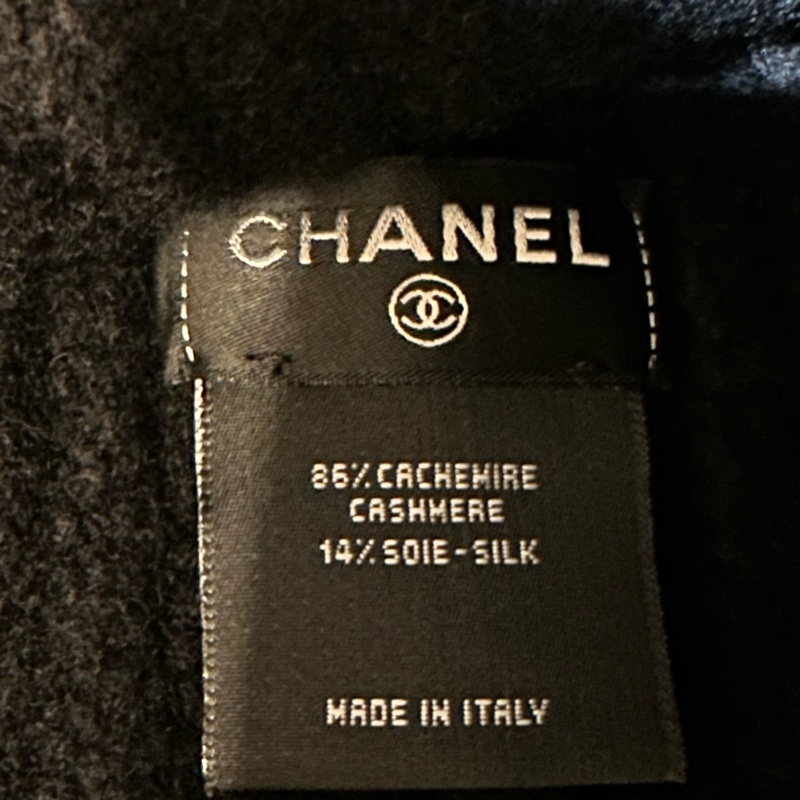 CHANEL
86% CACHEMIRE
CASHMERE
14% SOIE-SILK
MADE IN ITALY